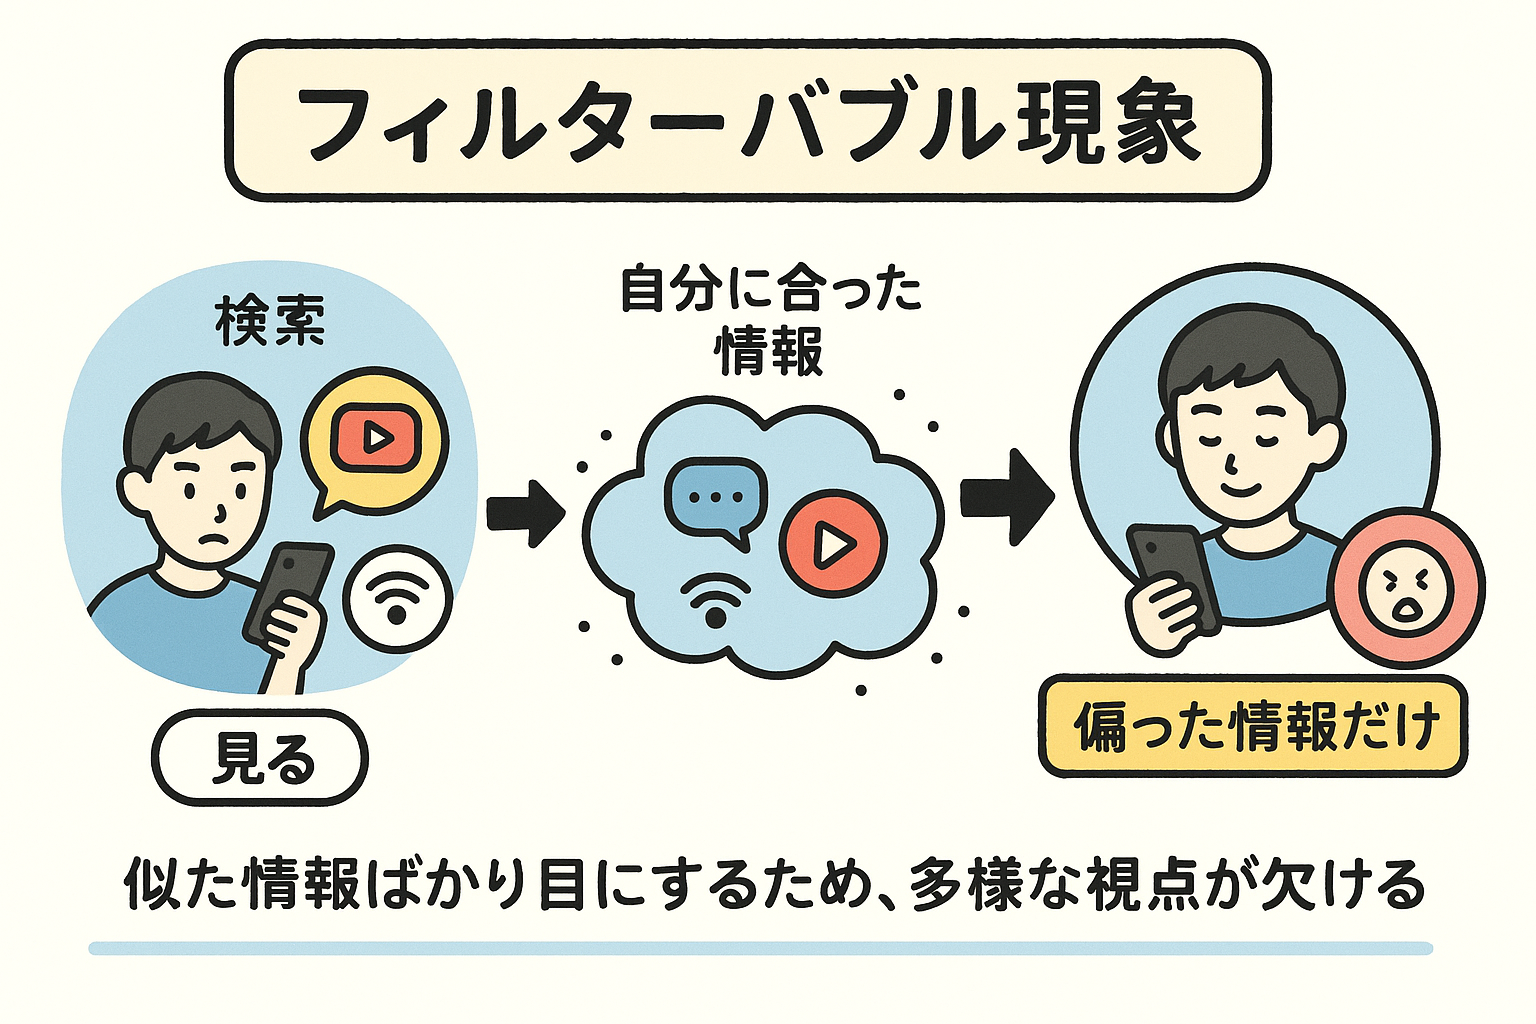 フィルターバブル現象
検索
見る
自分に合った
情報
偏った情報だけ
似た情報ばかり目にするため、多様な視点が欠ける